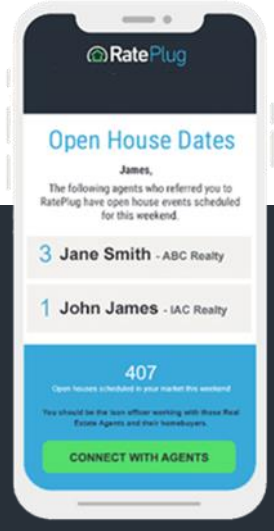 RatePlug
Open House Dates
James,
The following agents who referred you to
RatePlug have open house events scheduled
for this weekend.
3 Jane Smith - ABC Realty
1 John James - IAC Realty
407
Open houses scheduled in your market this weekend
You should be the loan officer working with those Real
Estate Agents and their homebuyers.
CONNECT WITH AGENTS